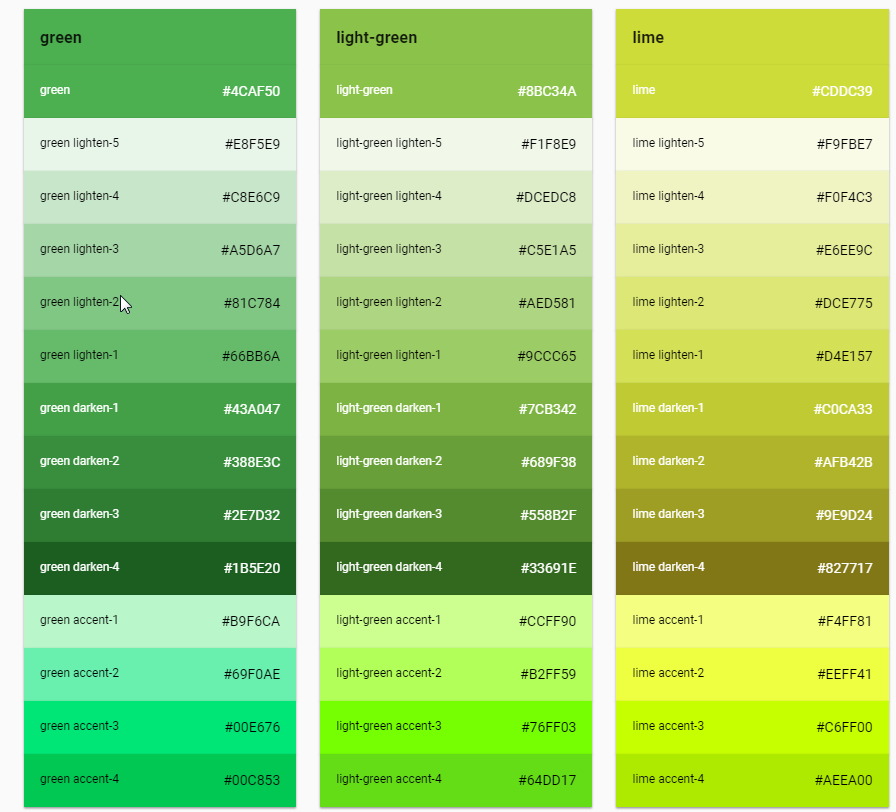 green
green #4CAF50
green lighten-5 #E8F5E9
green lighten-4 #C8E6C9
green lighten-3 #A5D6A7
green lighten-2 #81C784
green lighten-1 #66BB6A
green darken-1 #43A047
green darken-2 #388E3C
green darken-3 #2E7D32
green darken-4 #1B5E20
green accent-1 #B9F6CA
green accent-2 #69F0AE
green accent-3 #00E676
green accent-4 #00C853
light-green
light-green #8BC34A
light-green lighten-5 #F1F8E9
light-green lighten-4 #DCEDC8
light-green lighten-3 #C5E1A5
light-green lighten-2 #AED581
light-green lighten-1 #9CCC65
light-green darken-1 #7CB342
light-green darken-2 #689F38
light-green darken-3 #558B2F
light-green darken-4 #33691E
light-green accent-1 #CCFF90
light-green accent-2 #B2FF59
light-green accent-3 #76FF03
light-green accent-4 #64DD17
lime
lime #CDDC39
lime lighten-5 #F9FBE7
lime lighten-4 #F0F4C3
lime lighten-3 #E6EE9C
lime lighten-2 #DCE775
lime lighten-1 #D4E157
lime darken-1 #C0CA33
lime darken-2 #AFB42B
lime darken-3 #9E9D24
lime darken-4 #827717
lime accent-1 #F4FF81
lime accent-2 #EEFF41
lime accent-3 #C6FF00
lime accent-4 #AEEA00